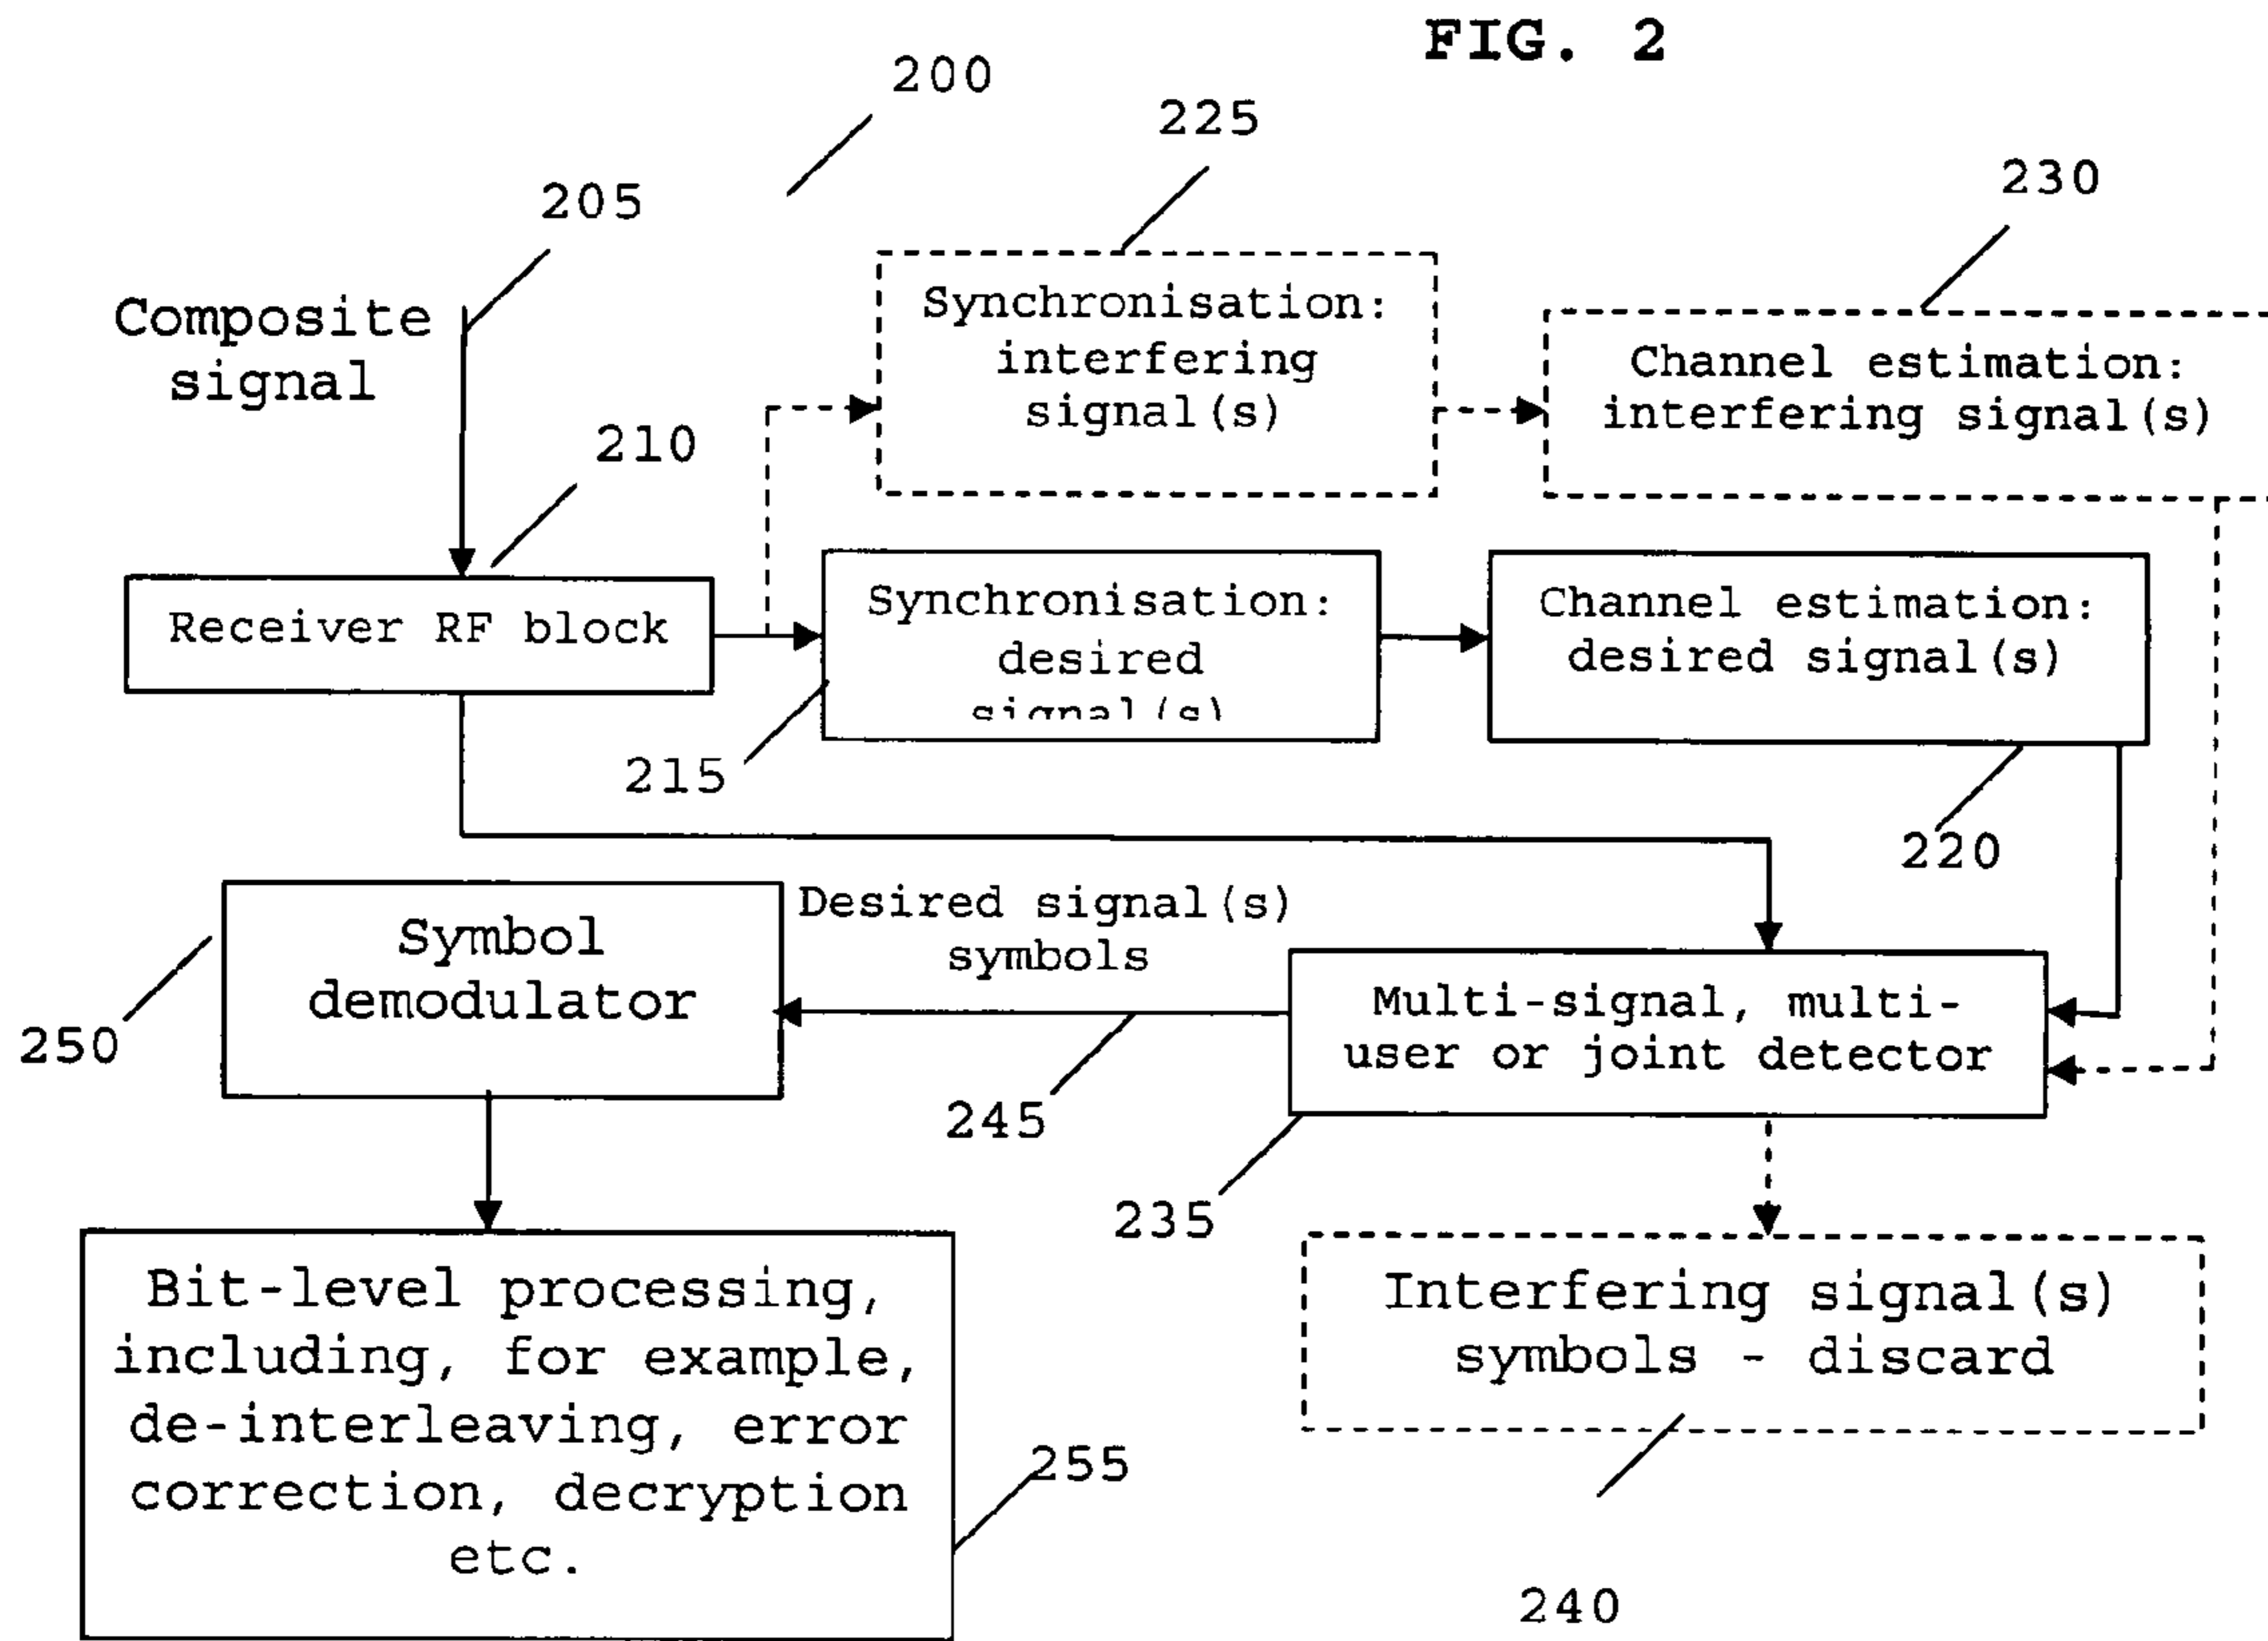 FIG. 2
200
225
205
230
Composite
signal
Synchronisation:
interfering
signal(s)
Channel estimation:
interfering signal(s)
210
Receiver RF block
Synchronisation:
desired
signal(s)
Channel estimation:
desired signal(s)
215
220
Desired signal(s)
symbols
Symbol
demodulator
250
Multi-signal, multi-
user or joint detector
245
235
Bit-level processing,
including, for example,
de-interleaving, error
correction, decryption
etc.
255
Interfering signal(s)
symbols - discard
240